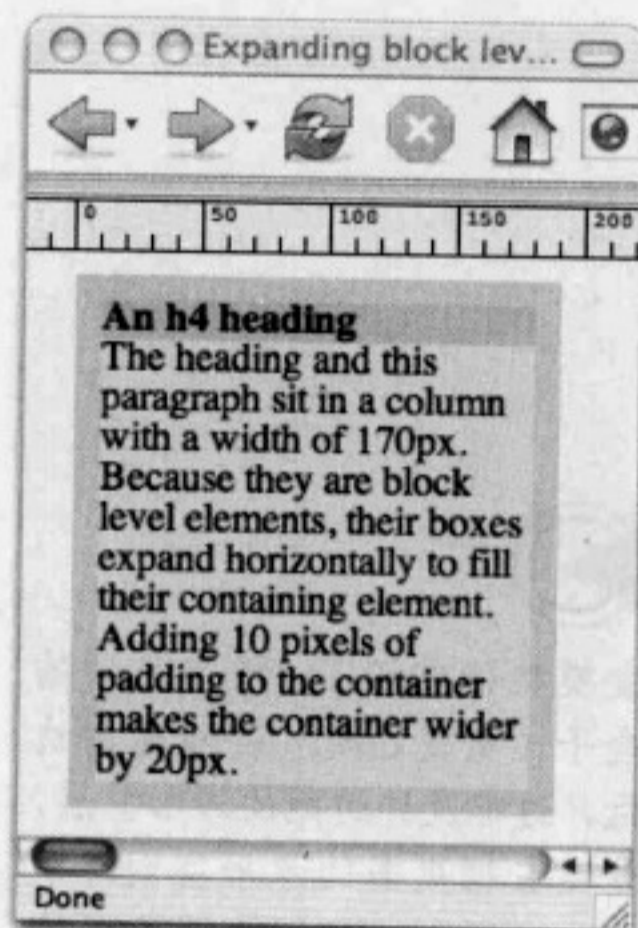 Expanding block lev...
0 50 100 150 200
An h4 heading
The heading and this
paragraph sit in a column
with a width of 170px.
Because they are block
level elements, their boxes
expand horizontally to fill
their containing element.
Adding 10 pixels of
padding to the container
makes the container wider
by 20px.
Done